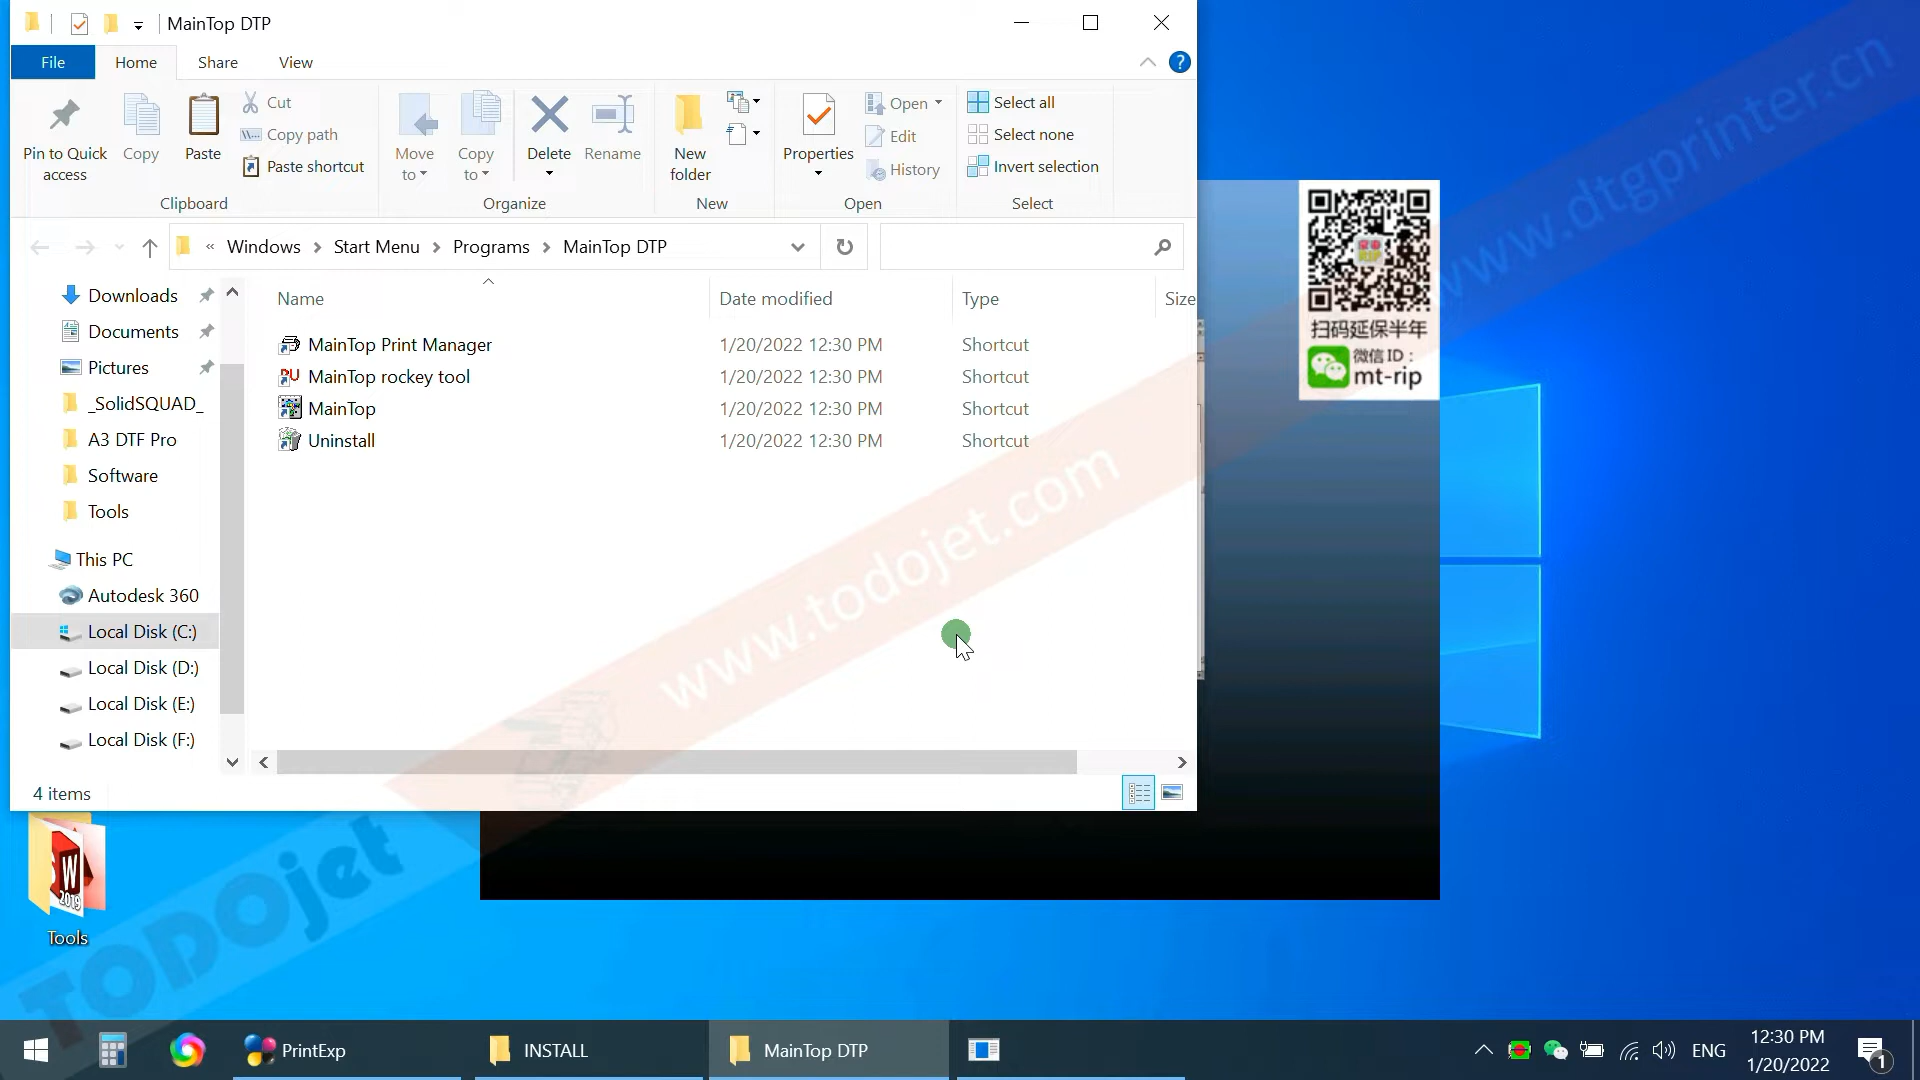 MainTop DTP
File Home Share View
Pin to Quick access
Copy
Paste
Cut
Copy path
Paste shortcut
Clipboard
Move to
Copy to
Delete
Rename
Organize
New folder
New
Properties
Open
Edit
History
Open
Select all
Select none
Invert selection
Select
« Windows > Start Menu > Programs > MainTop DTP
Name Date modified Type Size
MainTop Print Manager 1/20/2022 12:30 PM Shortcut
MainTop rockey tool 1/20/2022 12:30 PM Shortcut
MainTop 1/20/2022 12:30 PM Shortcut
Uninstall 1/20/2022 12:30 PM Shortcut
Downloads
Documents
Pictures
_SolidSQUAD_
A3 DTF Pro
Software
Tools
This PC
Autodesk 360
Local Disk (C:)
Local Disk (D:)
Local Disk (E:)
Local Disk (F:)
4 items
扫码延保半年
微信ID：
mt-rip
www.dtgprinter.cn
www.todojet.com
TODOjet
SW
2019
Tools
PrintExp
INSTALL
MainTop DTP
ENG
12:30 PM
1/20/2022
1